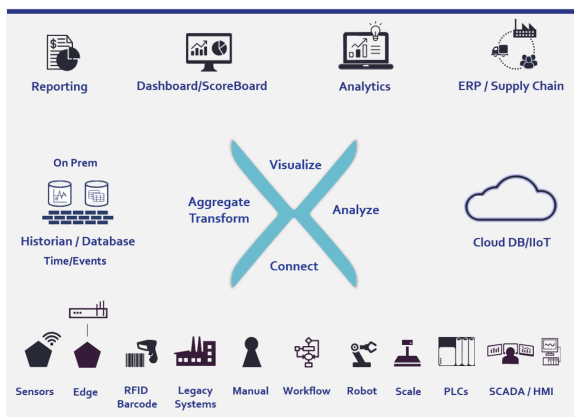 Reporting
Dashboard/ScoreBoard
Analytics
ERP / Supply Chain
On Prem
Visualize
Aggregate
Transform
Analyze
Historian / Database
Time/Events
Cloud DB/IIoT
Connect
Sensors
Edge
RFID
Barcode
Legacy
Systems
Manual
Workflow
Robot
Scale
PLCs
SCADA / HMI